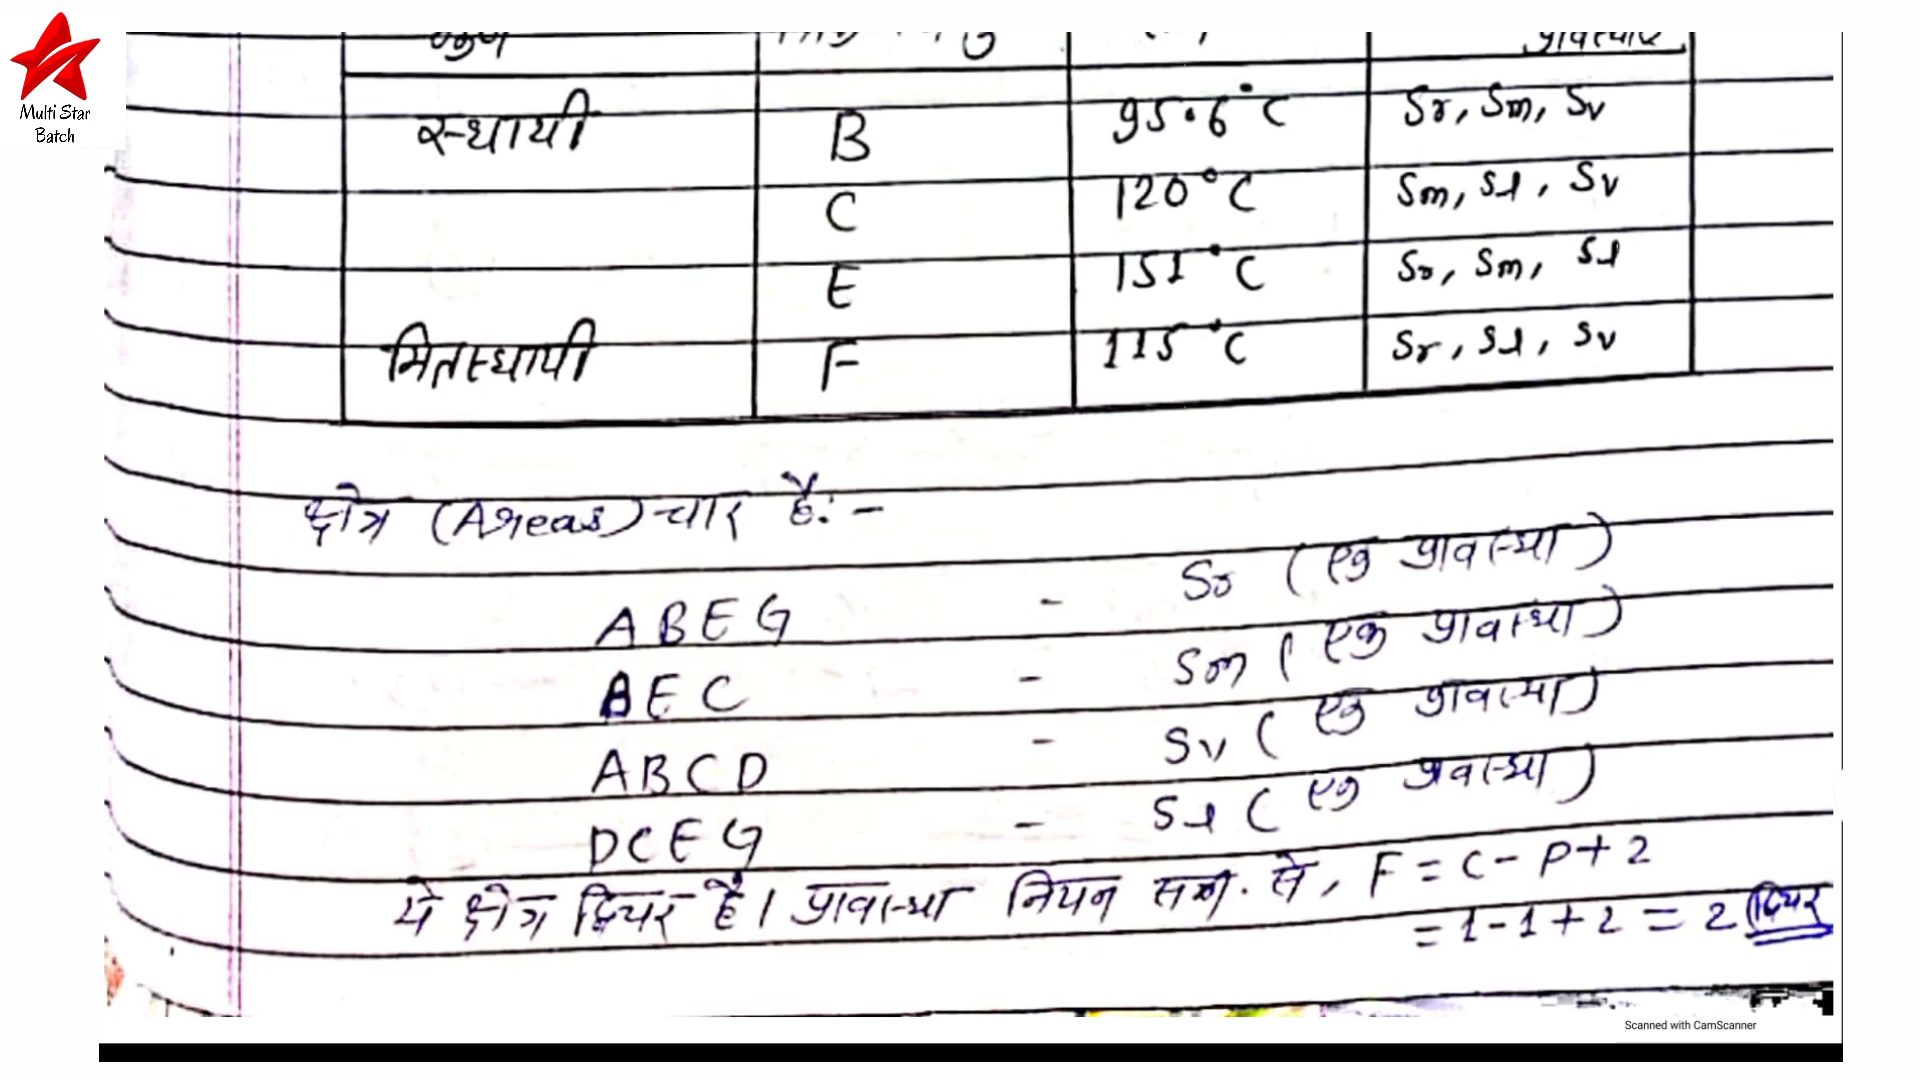 Multi Star
Batch
स्थायी B 95.6°C Sr, Sm, Sv
C 120°C Sm, Sl, Sv
E 151°C Sr, Sm, Sl
मितस्थायी F 115°C Sr, Sl, Sv
क्षेत्र (Areas) चार है:-
ABEG - Sr (एक प्रावस्था)
BEC - Sm (एक प्रावस्था)
ABCD - Sv (एक प्रावस्था)
DCEG - Sl (एक प्रावस्था)
ये क्षेत्र द्विचर है। प्रावस्था नियम समी. से, F = C - P + 2
= 1 - 1 + 2 = 2 द्विचर
Scanned with CamScanner